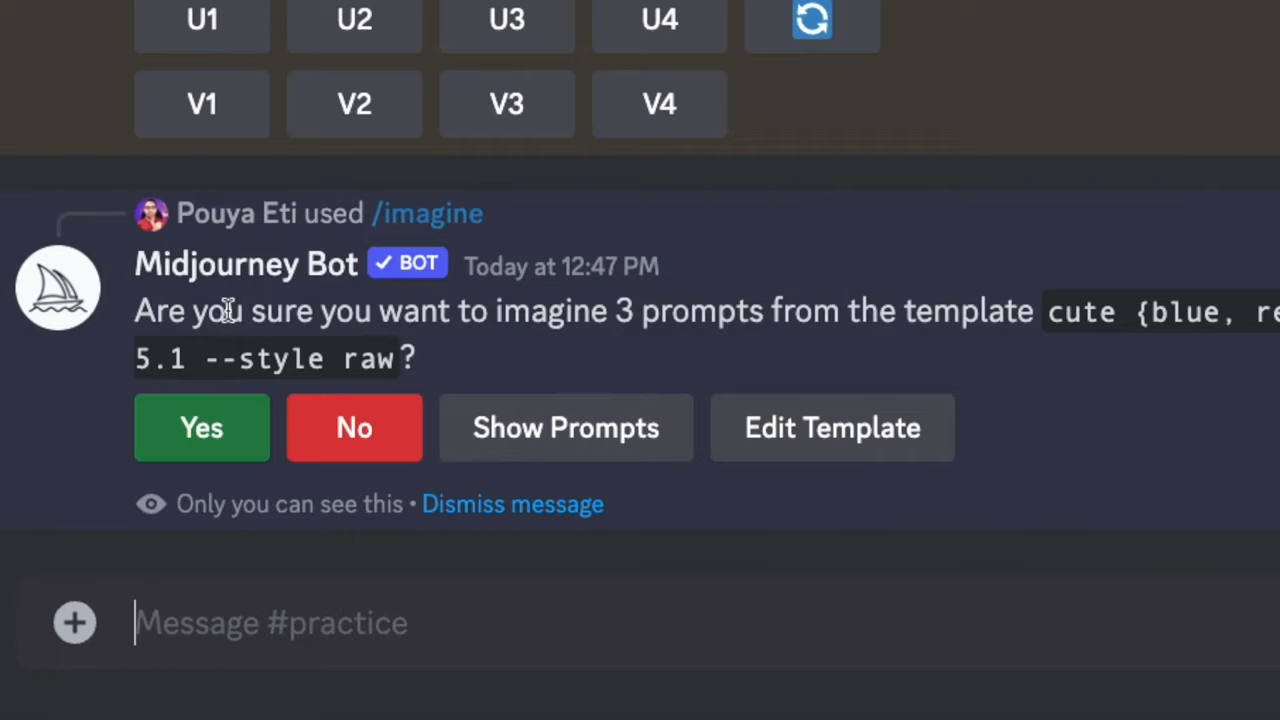 U1 U2 U3 U4
V1 V2 V3 V4
Pouya Eti used /imagine
Midjourney Bot ✓ BOT Today at 12:47 PM
Are you sure you want to imagine 3 prompts from the template cute {blue, re
5.1 --style raw?
Yes No Show Prompts Edit Template
Only you can see this • Dismiss message
Message #practice